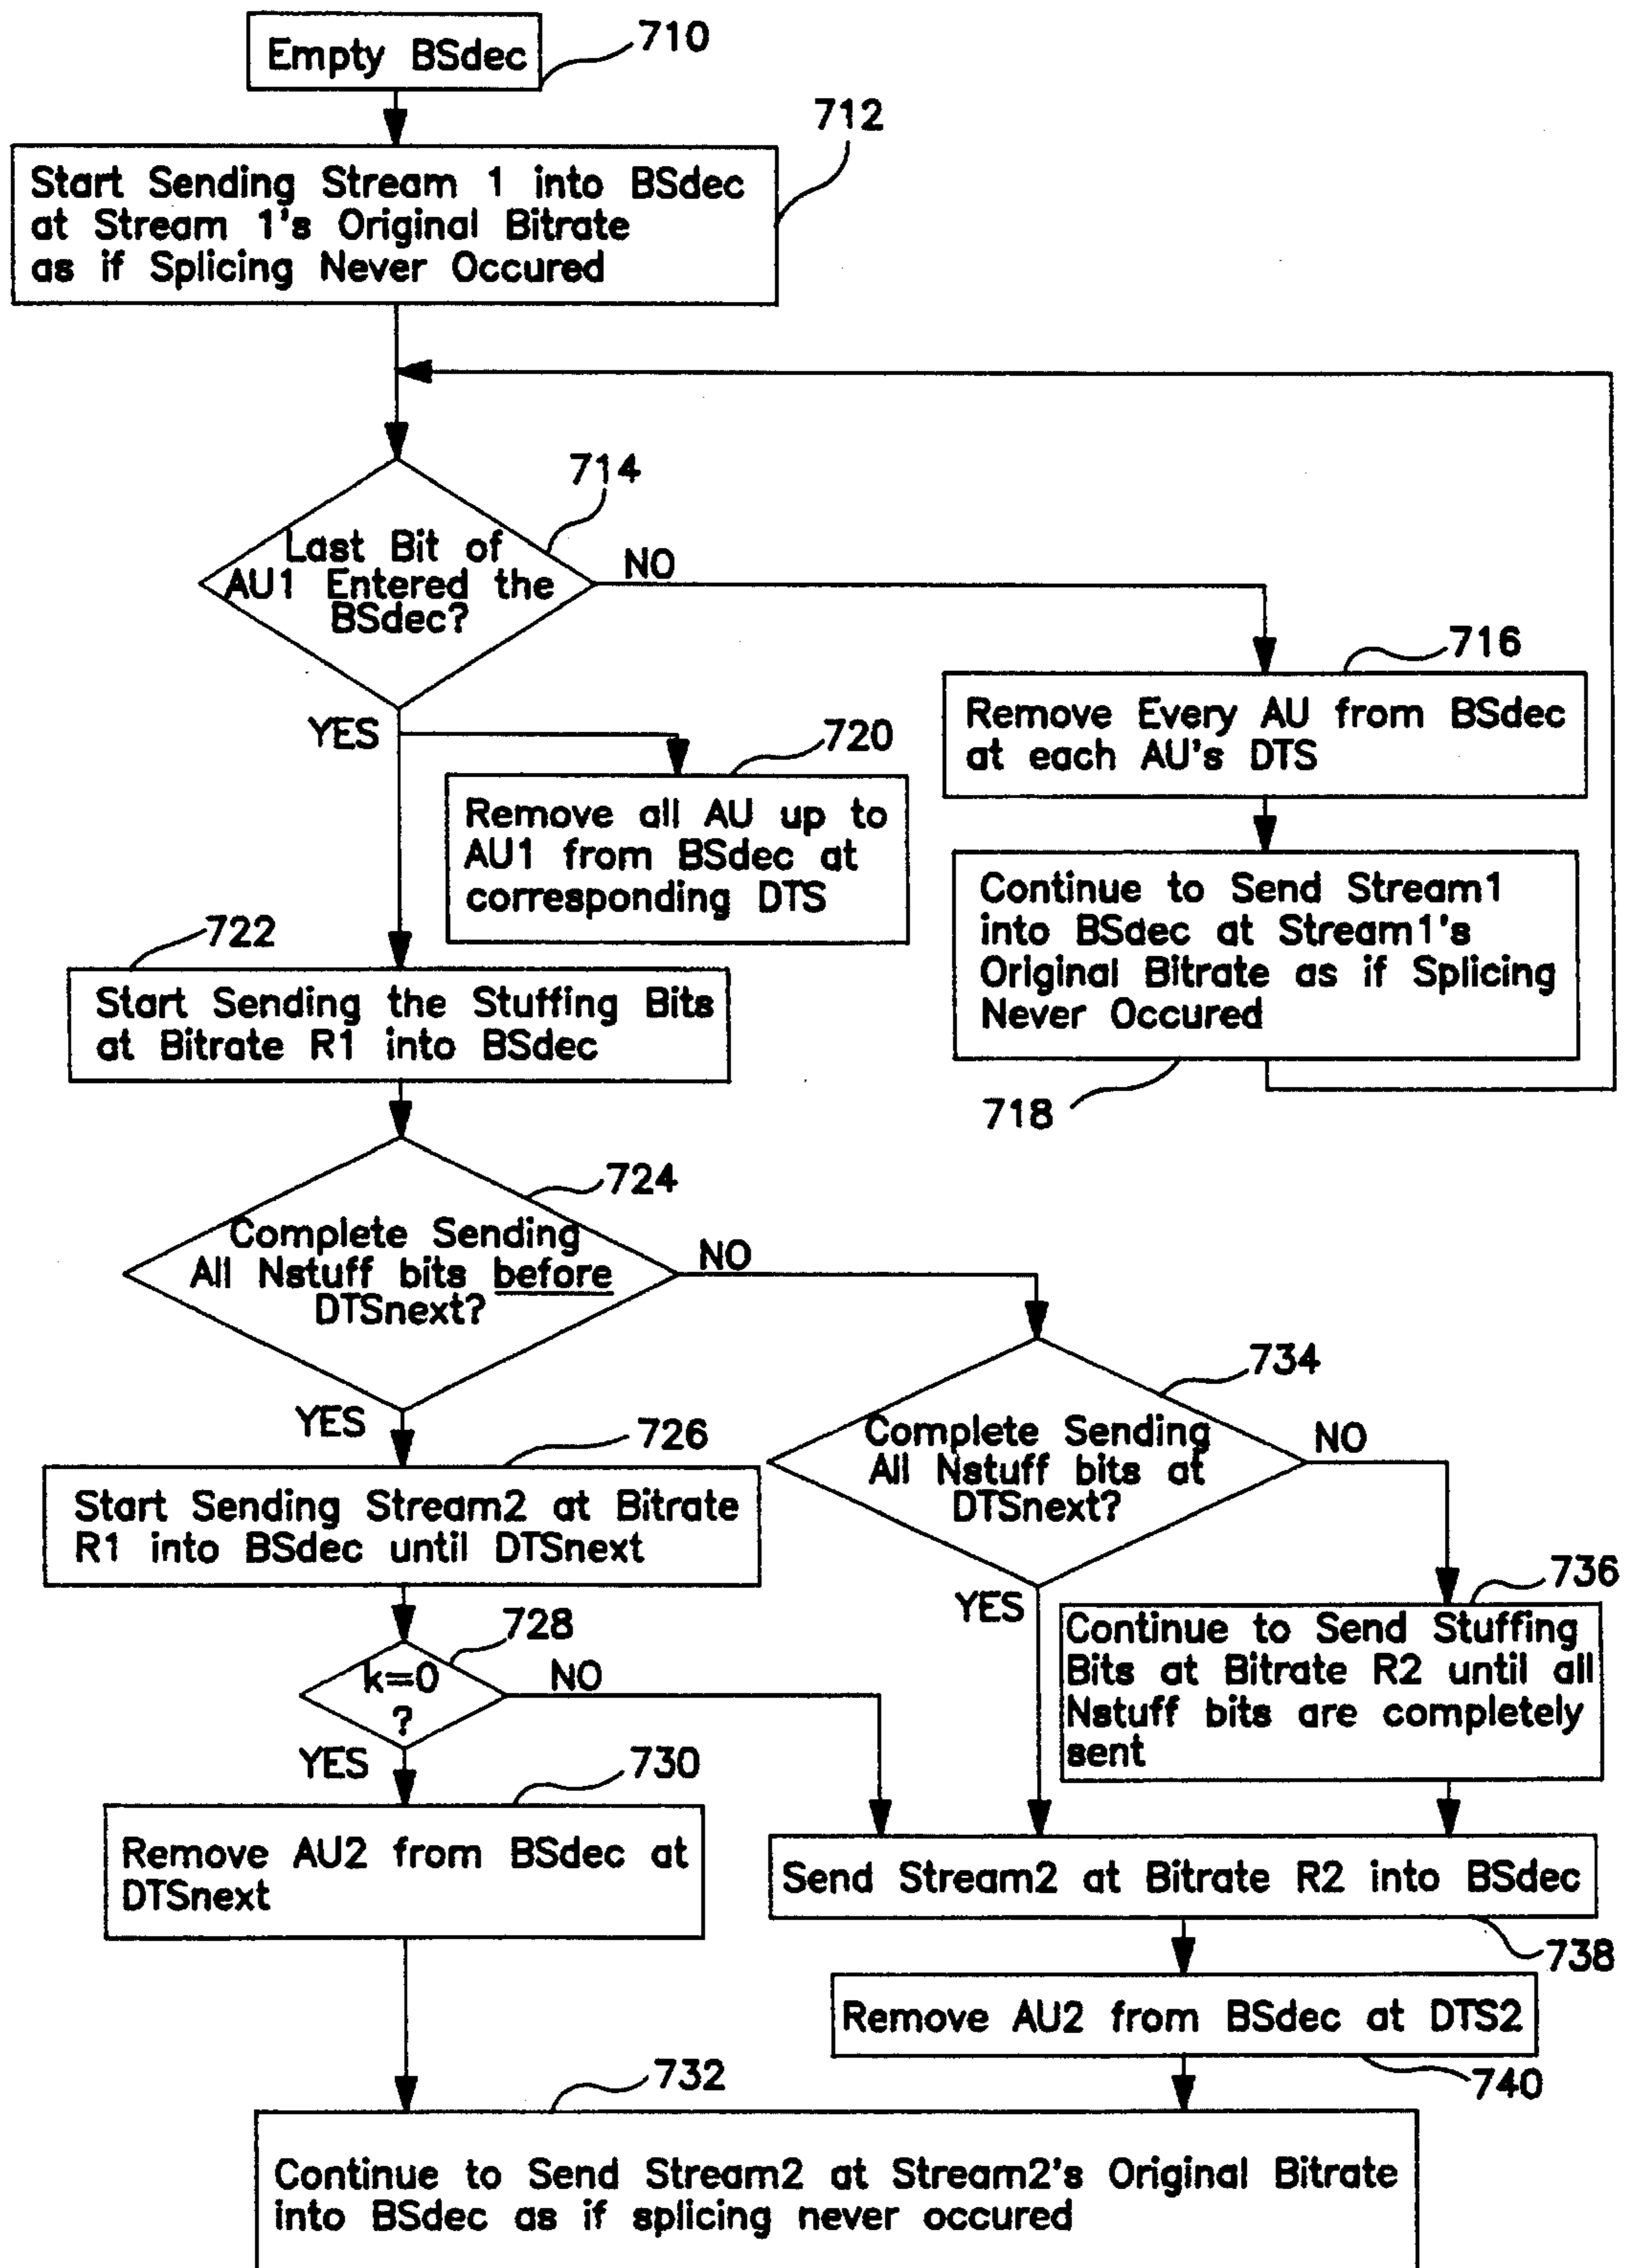 Empty BSdec
710
712
Start Sending Stream 1 into BSdec
at Stream 1's Original Bitrate
as if Splicing Never Occured
714
Last Bit of
AU1 Entered the
BSdec?
NO
YES
716
Remove Every AU from BSdec
at each AU's DTS
720
Remove all AU up to
AU1 from BSdec at
corresponding DTS
Continue to Send Stream1
into BSdec at Stream1's
Original Bitrate as if Splicing
Never Occured
718
722
Start Sending the Stuffing Bits
at Bitrate R1 into BSdec
724
Complete Sending
All Nstuff bits before
DTSnext?
NO
YES
734
Complete Sending
All Nstuff bits at
DTSnext?
NO
YES
726
Start Sending Stream2 at Bitrate
R1 into BSdec until DTSnext
736
Continue to Send Stuffing
Bits at Bitrate R2 until all
Nstuff bits are completely
sent
728
k=0
?
NO
YES
730
Remove AU2 from BSdec at
DTSnext
Send Stream2 at Bitrate R2 into BSdec
738
Remove AU2 from BSdec at DTS2
740
732
Continue to Send Stream2 at Stream2's Original Bitrate
into BSdec as if splicing never occured